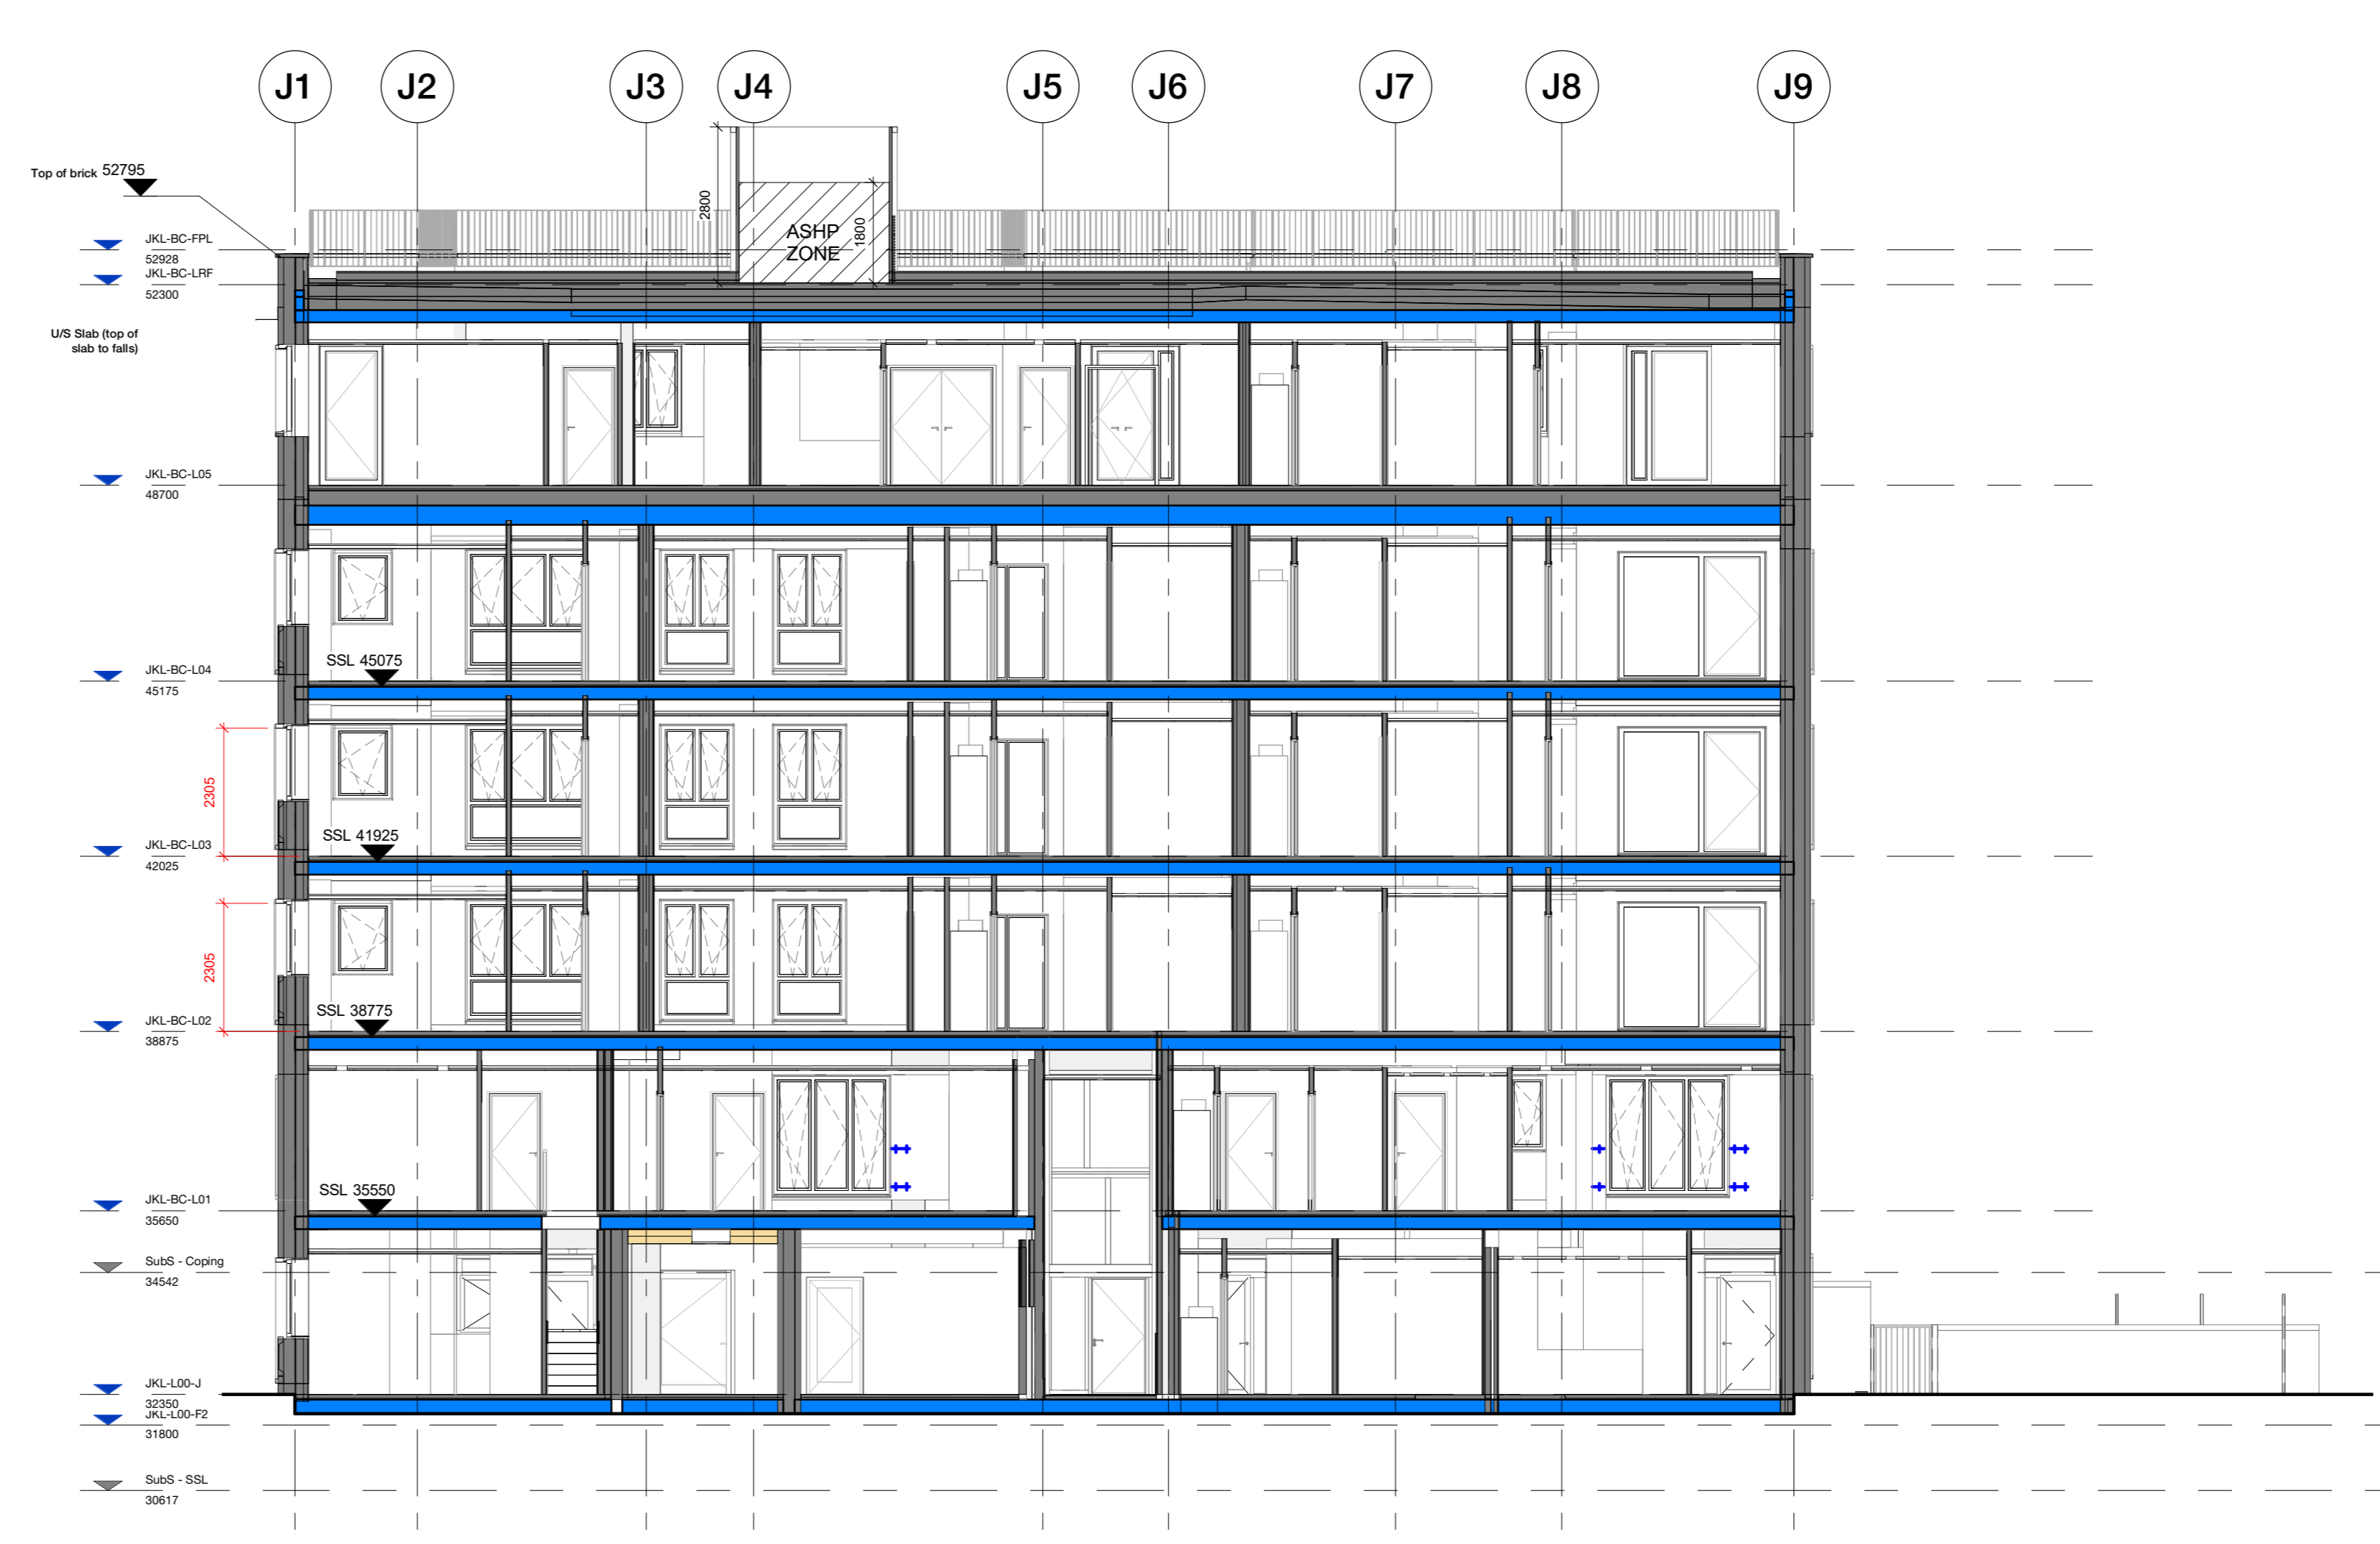 J1 J2 J3 J4 J5 J6 J7 J8 J9
Top of brick 52795
2800
ASHP
ZONE
1800
JKL-BC-FPL
52928
JKL-BC-LRF
52300
U/S Slab (top of
slab to falls)
JKL-BC-L05
48700
SSL 45075
JKL-BC-L04
45175
2305
SSL 41925
JKL-BC-L03
42025
2305
SSL 38775
JKL-BC-L02
38875
SSL 35550
JKL-BC-L01
35650
SubS - Coping
34542
JKL-L00-J
32350
JKL-L00-F2
31800
SubS - SSL
30617